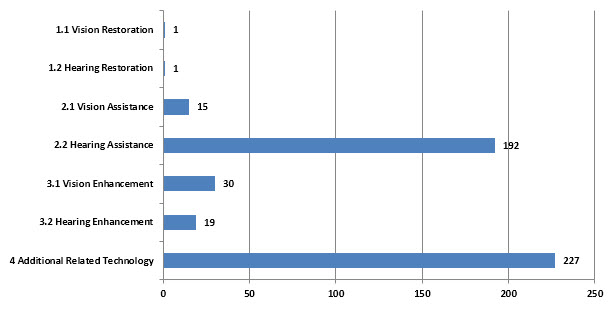 1.1 Vision Restoration 1
1.2 Hearing Restoration 1
2.1 Vision Assistance 15
2.2 Hearing Assistance 192
3.1 Vision Enhancement 30
3.2 Hearing Enhancement 19
4 Additional Related Technology 227
0 50 100 150 200 250